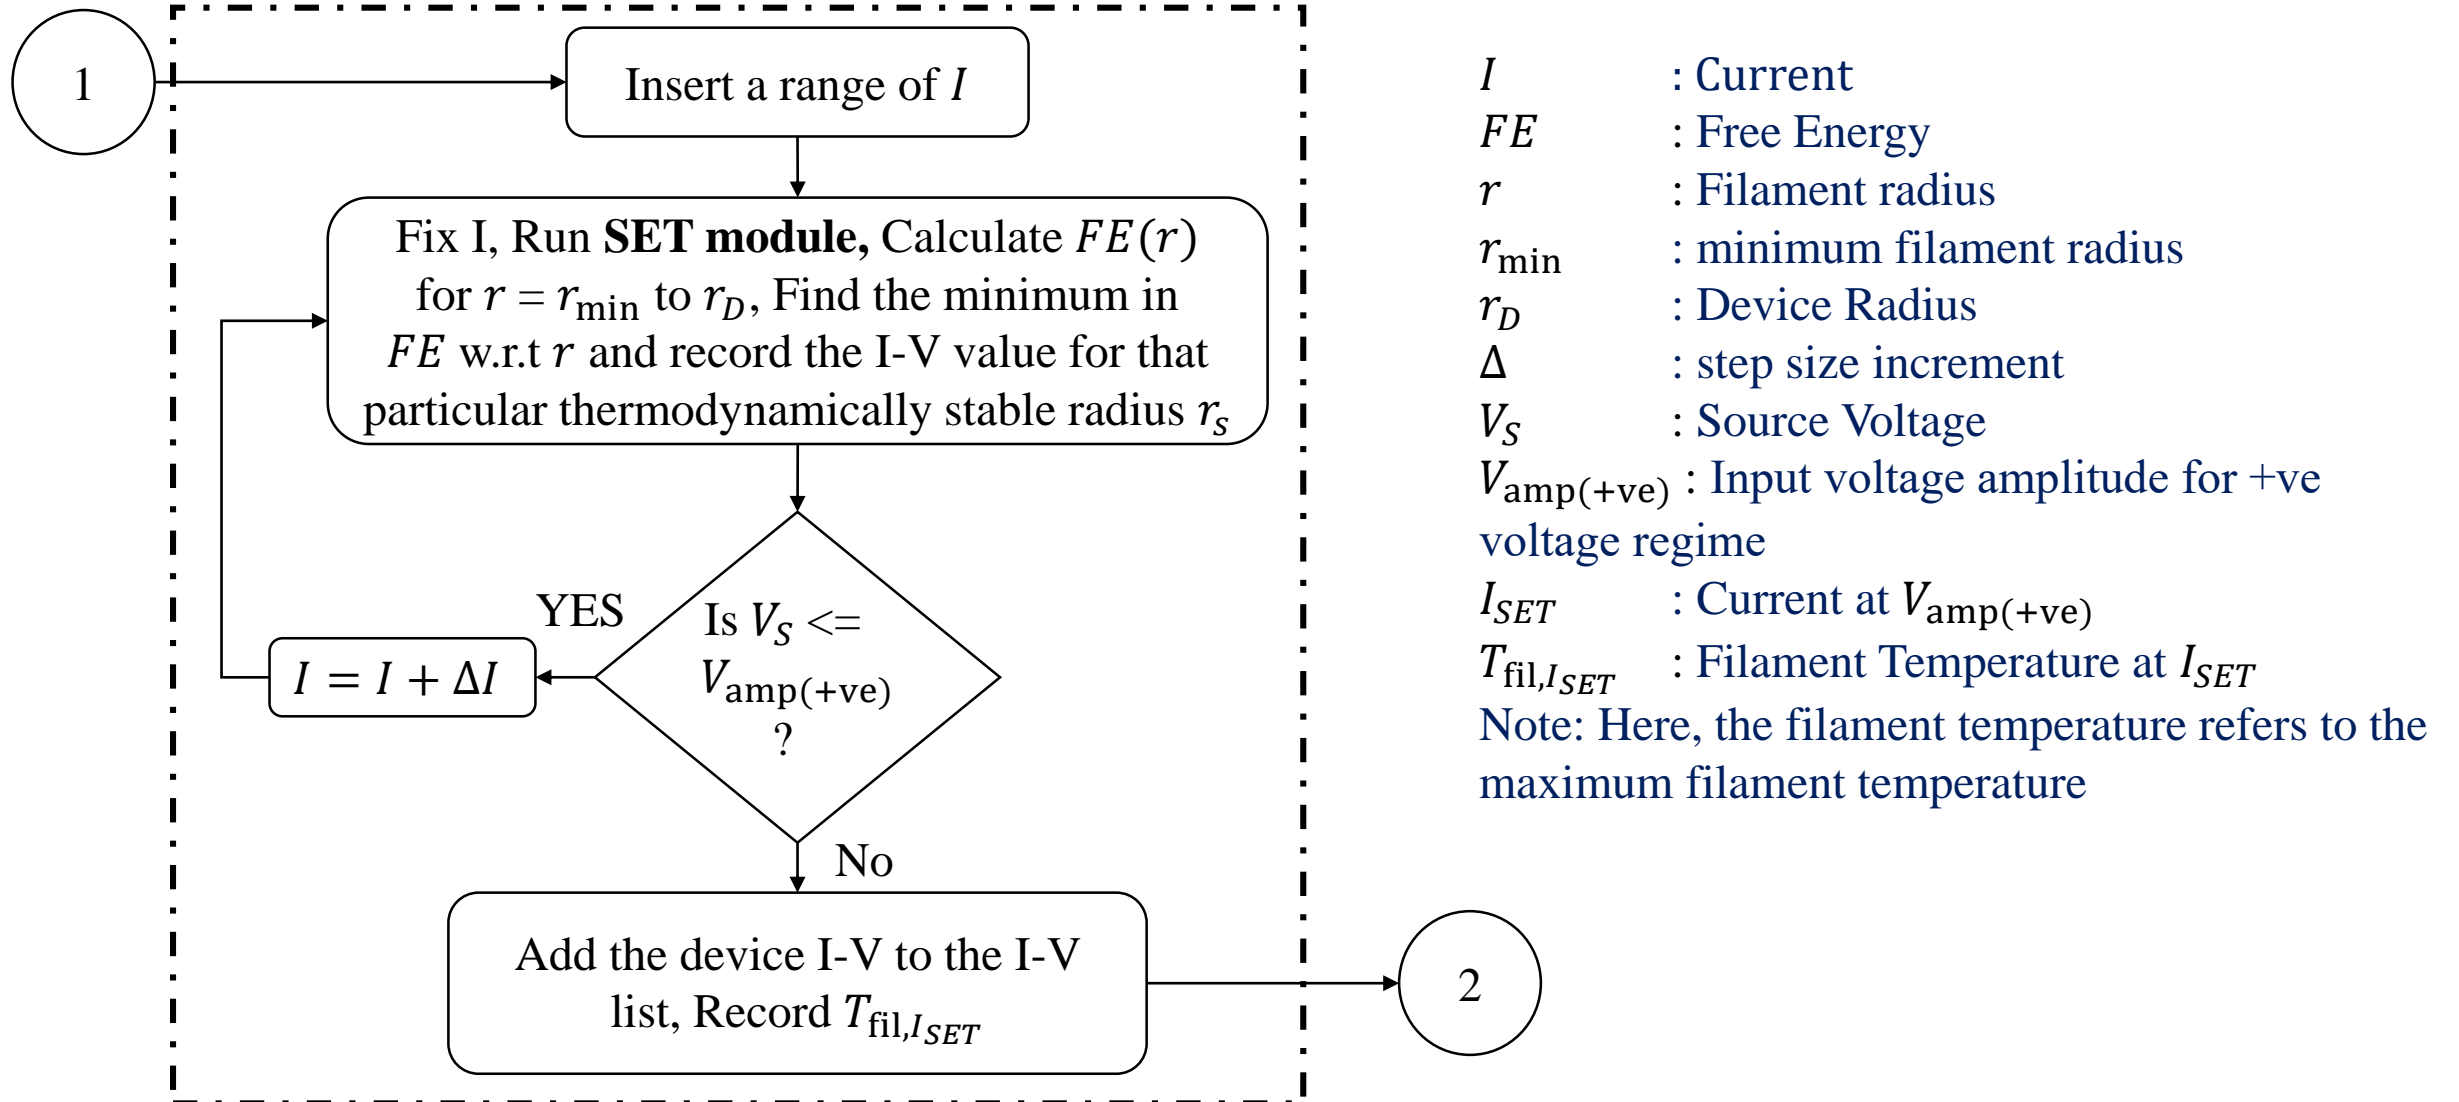 1
Insert a range of I
Fix I, Run SET module, Calculate FE(r)
for r = r_min to r_D, Find the minimum in
FE w.r.t r and record the I-V value for that
particular thermodynamically stable radius r_s
Is V_S <=
V_amp(+ve)
?
YES
I = I + ΔI
No
Add the device I-V to the I-V
list, Record T_fil,I_SET
2
I : Current
FE : Free Energy
r : Filament radius
r_min : minimum filament radius
r_D : Device Radius
Δ : step size increment
V_S : Source Voltage
V_amp(+ve) : Input voltage amplitude for +ve
voltage regime
I_SET : Current at V_amp(+ve)
T_fil,I_SET : Filament Temperature at I_SET
Note: Here, the filament temperature refers to the
maximum filament temperature